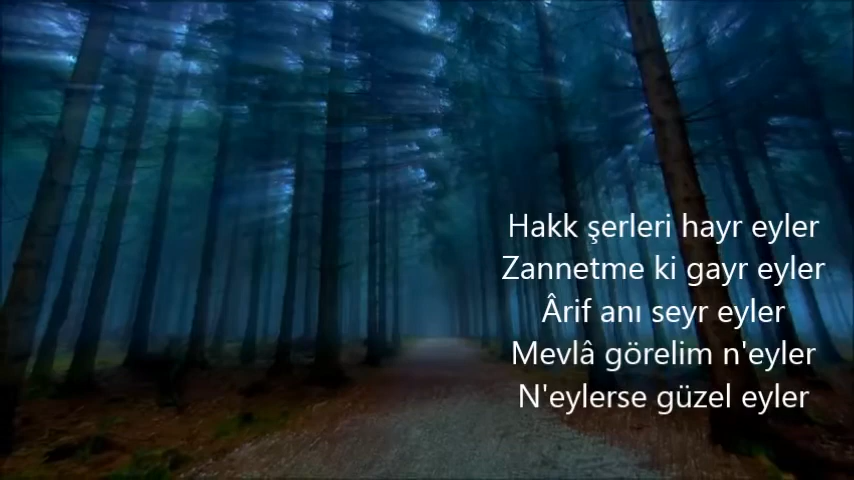 Hakk şerleri hayr eyler
Zannetme ki gayr eyler
Ârif anı seyr eyler
Mevlâ görelim n'eyler
N'eylerse güzel eyler